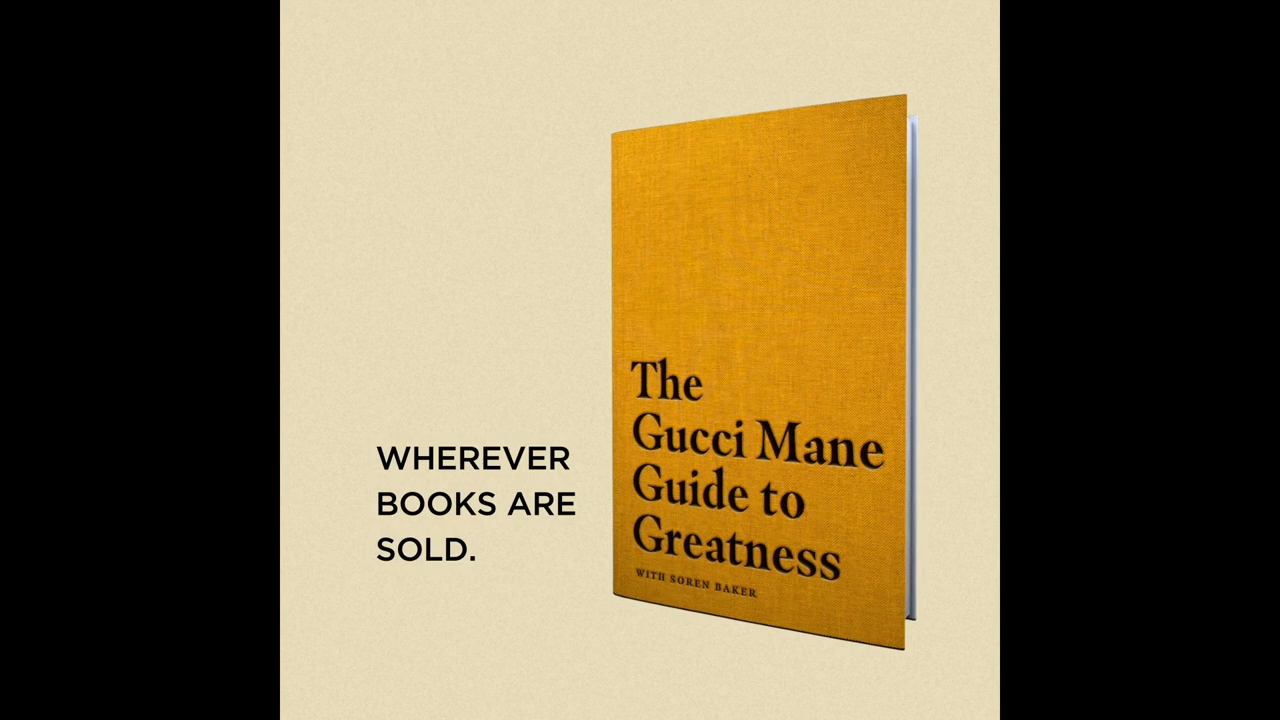 WHEREVER
BOOKS ARE
SOLD.
The
Gucci Mane
Guide to
Greatness
WITH SOREN BAKER